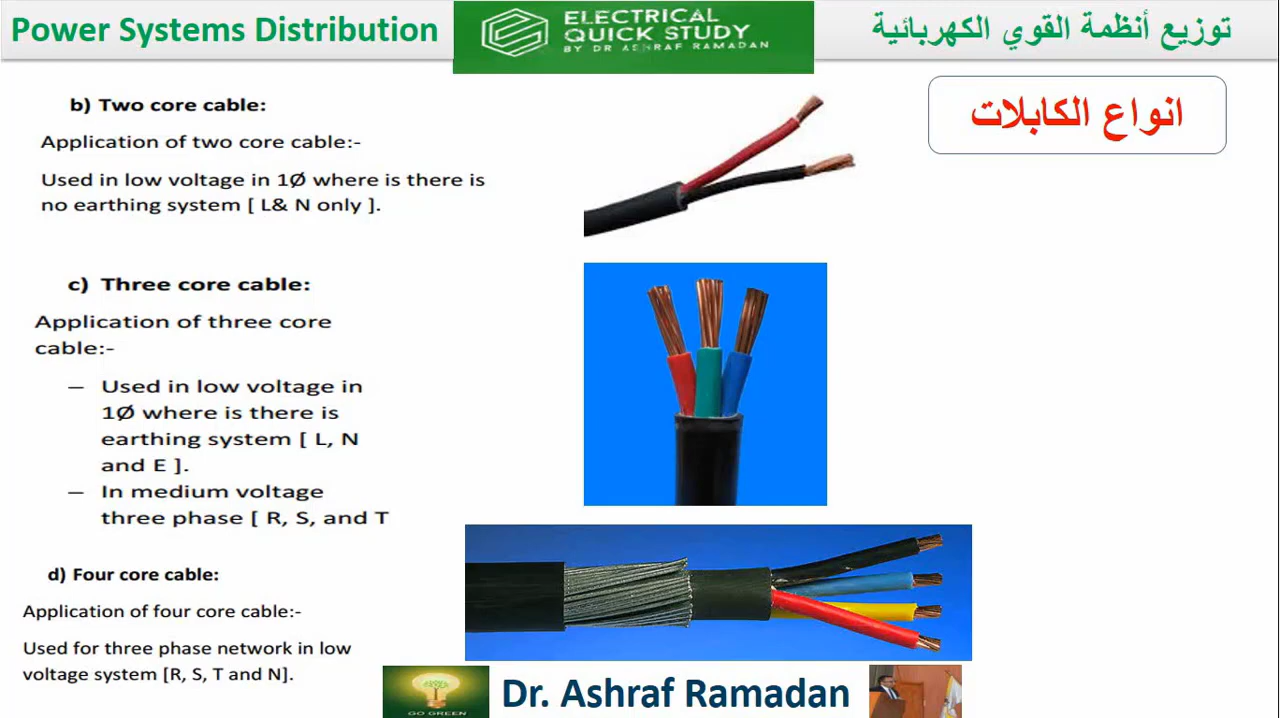 Power Systems Distribution
ELECTRICAL
QUICK STUDY
BY DR ASHRAF RAMADAN
توزيع أنظمة القوي الكهربائية
انواع الكابلات
b) Two core cable:
Application of two core cable:-
Used in low voltage in 1Ø where is there is
no earthing system [ L& N only ].
c) Three core cable:
Application of three core
cable:-
– Used in low voltage in
1Ø where is there is
earthing system [ L, N
and E ].
– In medium voltage
three phase [ R, S, and T
d) Four core cable:
Application of four core cable:-
Used for three phase network in low
voltage system [R, S, T and N].
GO GREEN
Dr. Ashraf Ramadan